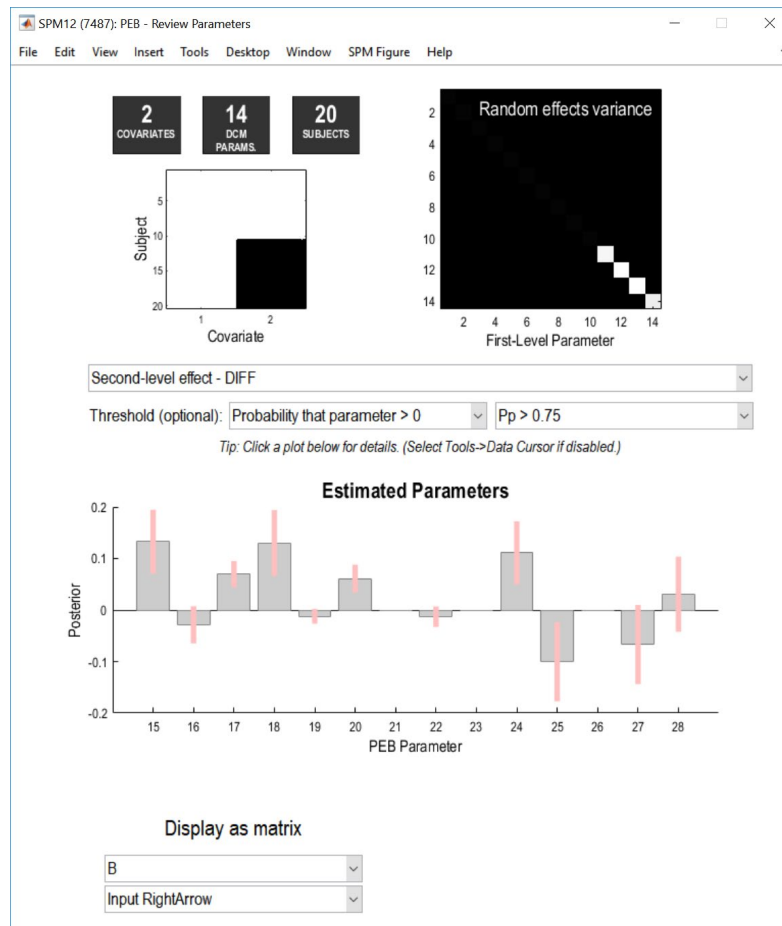 SPM12 (7487): PEB - Review Parameters
File Edit View Insert Tools Desktop Window SPM Figure Help
2 14 20
COVARIATES DCM PARAMS. SUBJECTS
Random effects variance
2
4
6
8
10
12
14
2 4 6 8 10 12 14
First-Level Parameter
Subject
5
10
15
20
1 2
Covariate
Second-level effect - DIFF
Threshold (optional): Probability that parameter > 0 Pp > 0.75
Tip: Click a plot below for details. (Select Tools->Data Cursor if disabled.)
Estimated Parameters
Posterior
0.2
0.1
0
-0.1
-0.2
15 16 17 18 19 20 21 22 23 24 25 26 27 28
PEB Parameter
Display as matrix
B
Input RightArrow